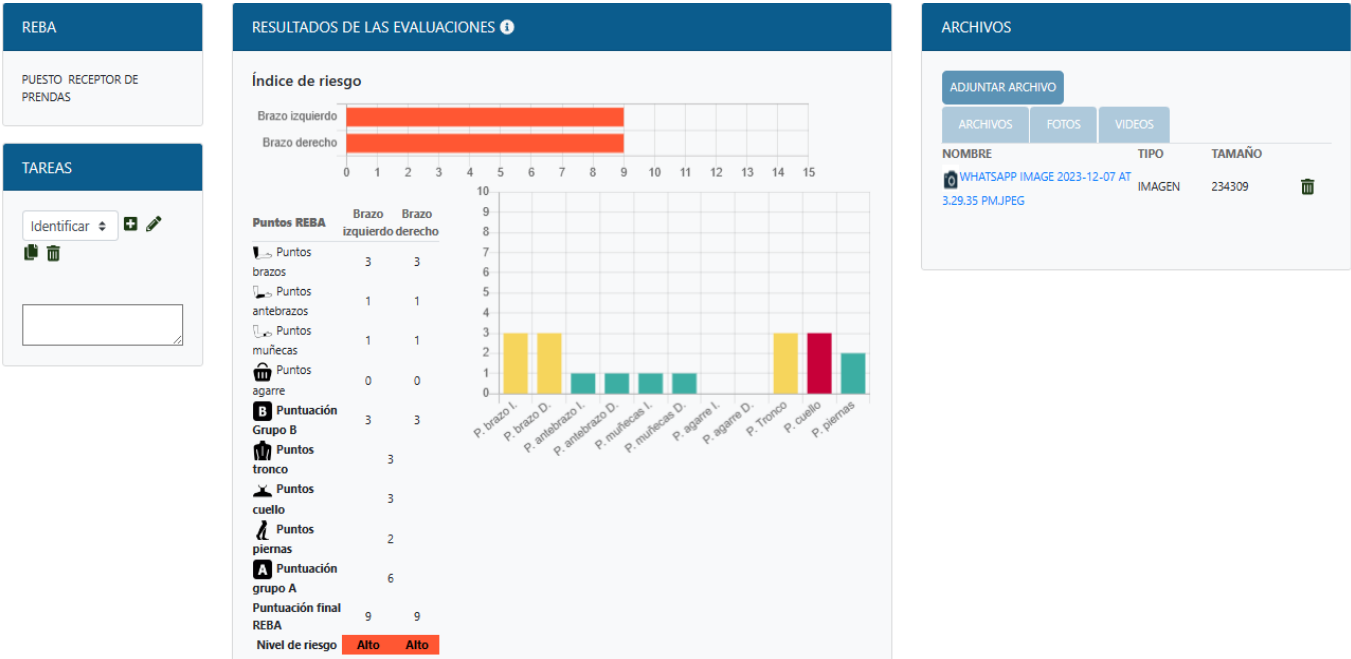 REBA
PUESTO RECEPTOR DE
PRENDAS
TAREAS
Identificar
RESULTADOS DE LAS EVALUACIONES
Índice de riesgo
Brazo izquierdo
Brazo derecho
0 1 2 3 4 5 6 7 8 9 10 11 12 13 14 15
Puntos REBA Brazo izquierdo Brazo derecho
Puntos
brazos 3 3
Puntos
antebrazos 1 1
Puntos
muñecas 1 1
Puntos
agarre 0 0
B Puntuación
Grupo B 3 3
Puntos
tronco 3
Puntos
cuello 3
Puntos
piernas 2
A Puntuación
grupo A 6
Puntuación final
REBA 9 9
Nivel de riesgo Alto Alto
10
9
8
7
6
5
4
3
2
1
0
P. brazo I. P. brazo D. P. antebrazo I. P. antebrazo D. P. muñecas I. P. muñecas D. P. agarre I. P. agarre D. P. Tronco P. cuello P. piernas
ARCHIVOS
ADJUNTAR ARCHIVO
ARCHIVOS FOTOS VIDEOS
NOMBRE TIPO TAMAÑO
WHATSAPP IMAGE 2023-12-07 AT
3.29.35 PM.JPEG IMAGEN 234309